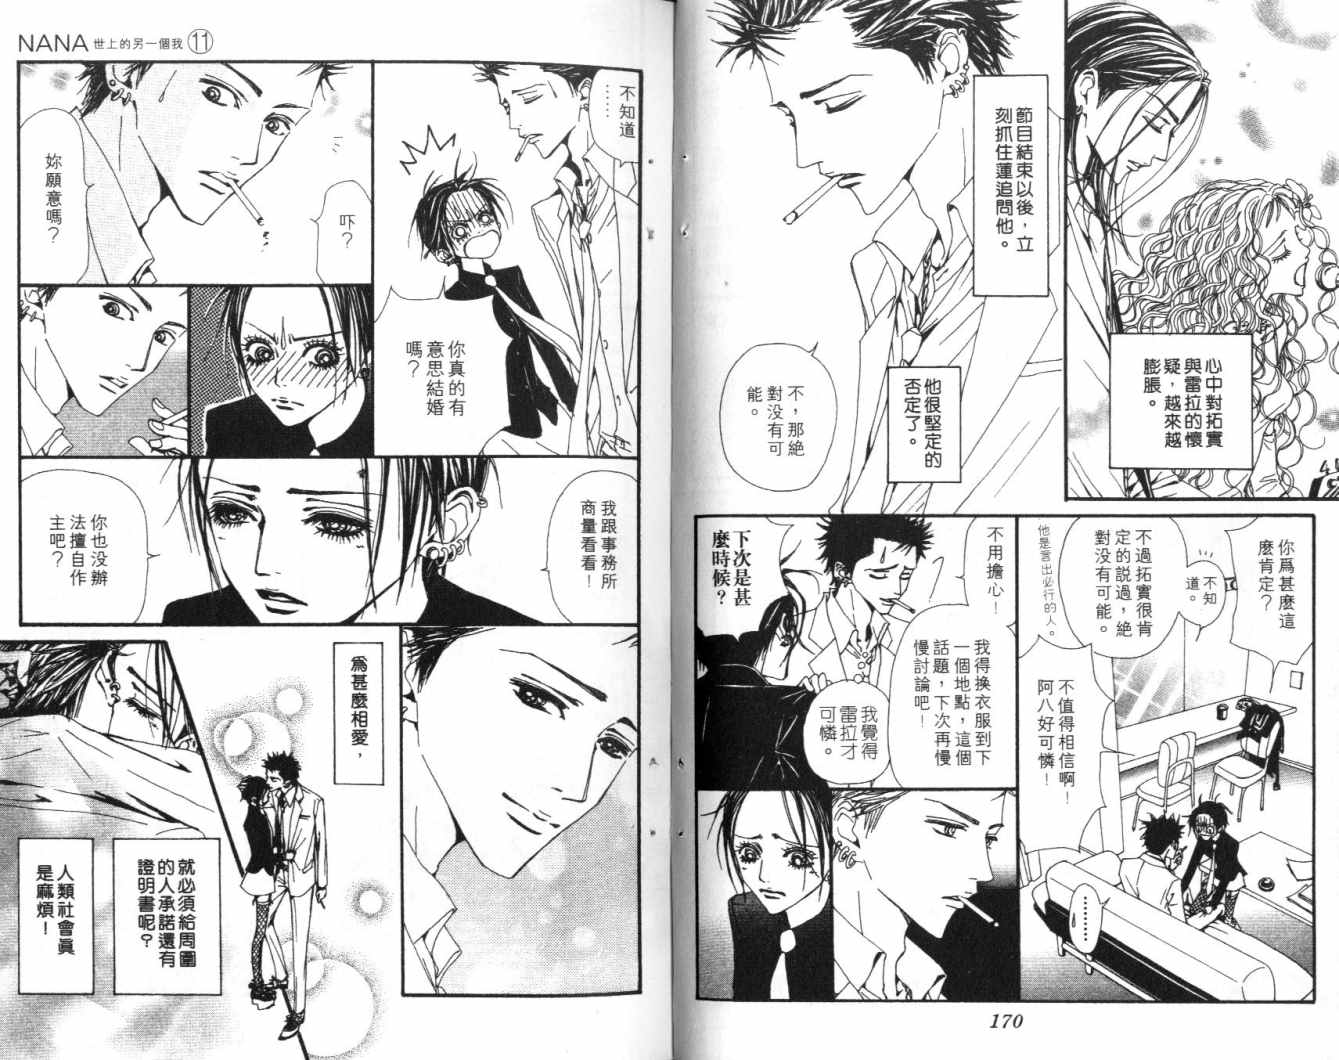 心中對拓實
與雷拉的懷
疑，越來越
膨脹。
節目結束以後，立
刻抓住蓮追問他。
他很堅定的
否定了。
不，那絕
對没有可
能。
你爲甚麽這
麽肯定？
不知
道。
不過拓實很肯
定的說過，絕
對没有可能。
他是言出必行的人。
不值得相信啊！
阿八好可憐！
………
不用擔心！
我得换衣服到下
一個地點，這個
話題，下次再慢
慢討論吧！
我覺得
雷拉才
可憐。
下次是甚
麽時候？
170
NANA 世上的另一個我 11
不知道
……
你真的有
意思結婚
嗎？
吓？
妳願意嗎？
我跟事務所
商量看看！
你也没辦
法擅自作
主吧？
爲甚麽相愛，
就必須給周圍
的人承諾還有
證明書呢？
人類社會眞
是麻煩！